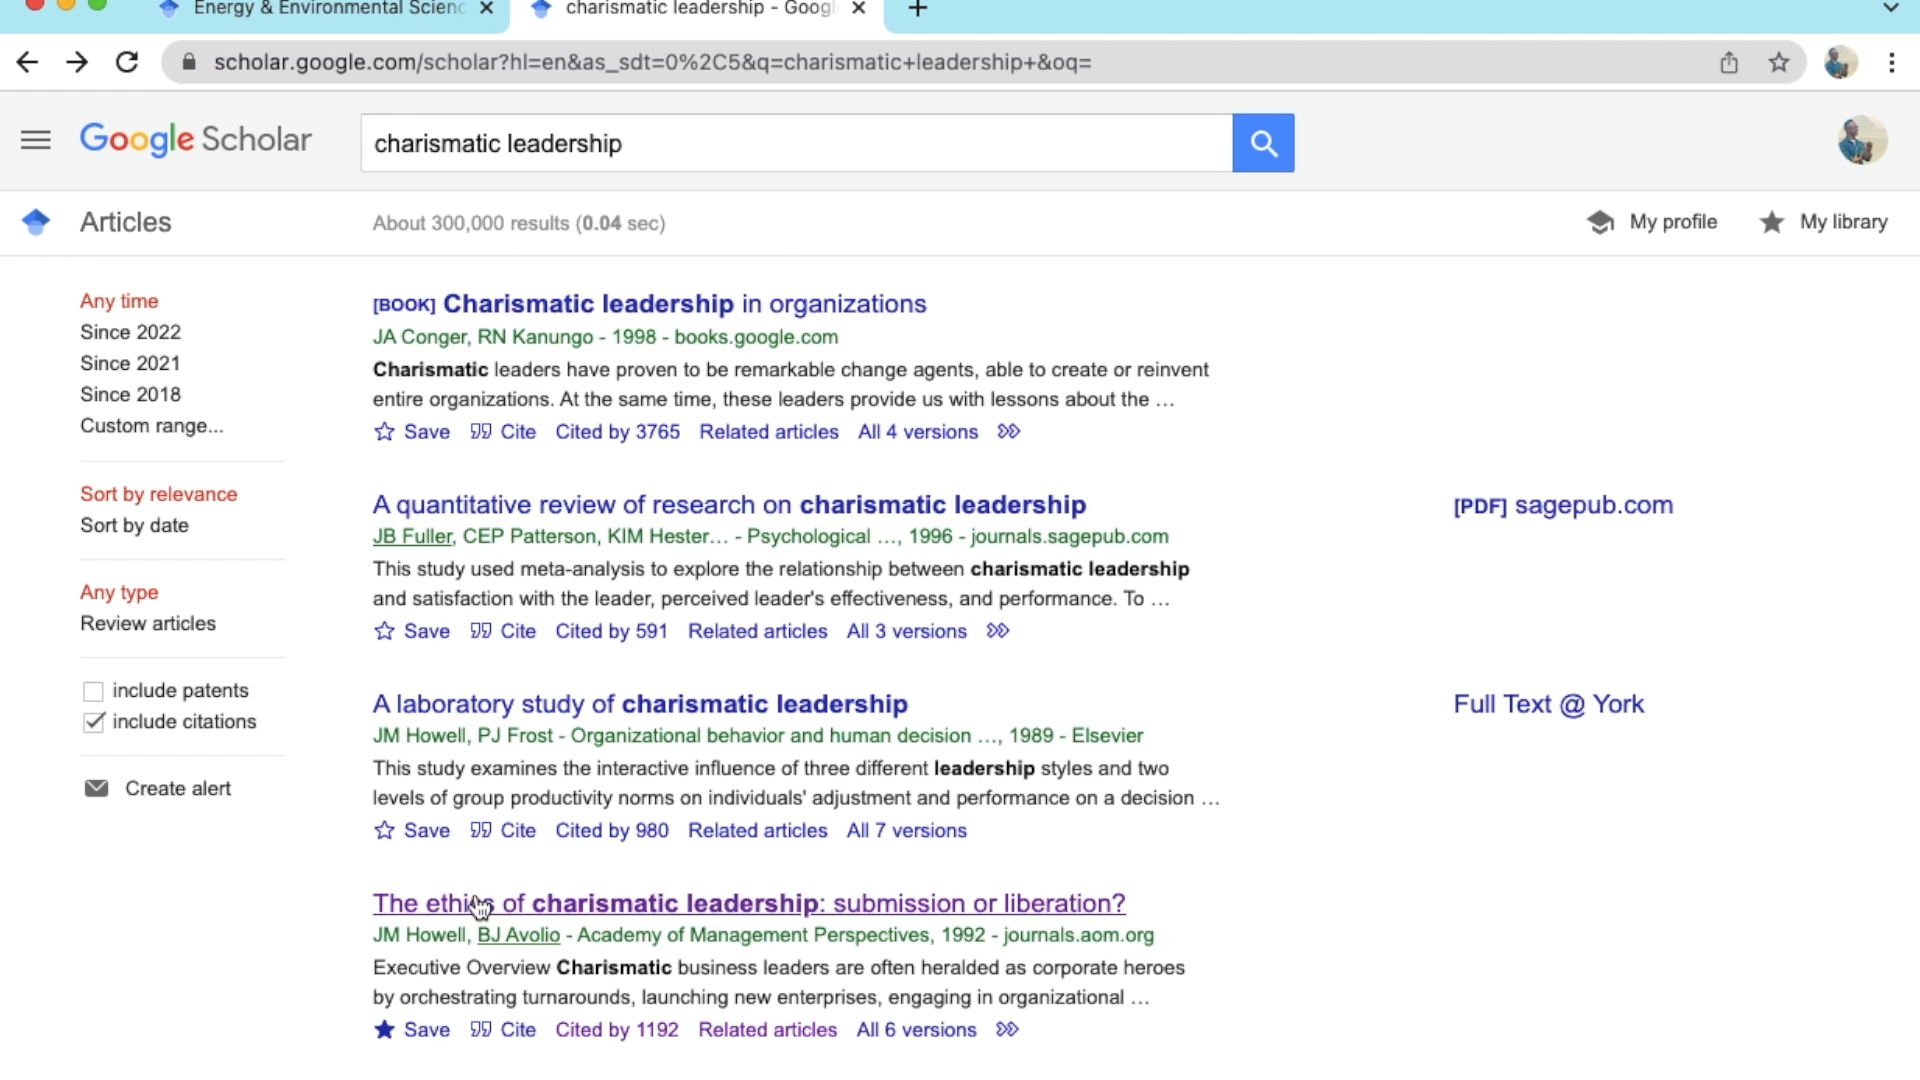 Energy & Environmental Scienc
charismatic leadership - Googl
scholar.google.com/scholar?hl=en&as_sdt=0%2C5&q=charismatic+leadership+&oq=
Google Scholar
charismatic leadership
Articles
About 300,000 results (0.04 sec)
My profile
My library
Any time
Since 2022
Since 2021
Since 2018
Custom range...
Sort by relevance
Sort by date
Any type
Review articles
include patents
include citations
Create alert
[BOOK] Charismatic leadership in organizations
JA Conger, RN Kanungo - 1998 - books.google.com
Charismatic leaders have proven to be remarkable change agents, able to create or reinvent
entire organizations. At the same time, these leaders provide us with lessons about the …
Save Cite Cited by 3765 Related articles All 4 versions
A quantitative review of research on charismatic leadership
[PDF] sagepub.com
JB Fuller, CEP Patterson, KIM Hester… - Psychological …, 1996 - journals.sagepub.com
This study used meta-analysis to explore the relationship between charismatic leadership
and satisfaction with the leader, perceived leader's effectiveness, and performance. To …
Save Cite Cited by 591 Related articles All 3 versions
A laboratory study of charismatic leadership
Full Text @ York
JM Howell, PJ Frost - Organizational behavior and human decision …, 1989 - Elsevier
This study examines the interactive influence of three different leadership styles and two
levels of group productivity norms on individuals' adjustment and performance on a decision …
Save Cite Cited by 980 Related articles All 7 versions
The ethics of charismatic leadership: submission or liberation?
JM Howell, BJ Avolio - Academy of Management Perspectives, 1992 - journals.aom.org
Executive Overview Charismatic business leaders are often heralded as corporate heroes
by orchestrating turnarounds, launching new enterprises, engaging in organizational …
Save Cite Cited by 1192 Related articles All 6 versions